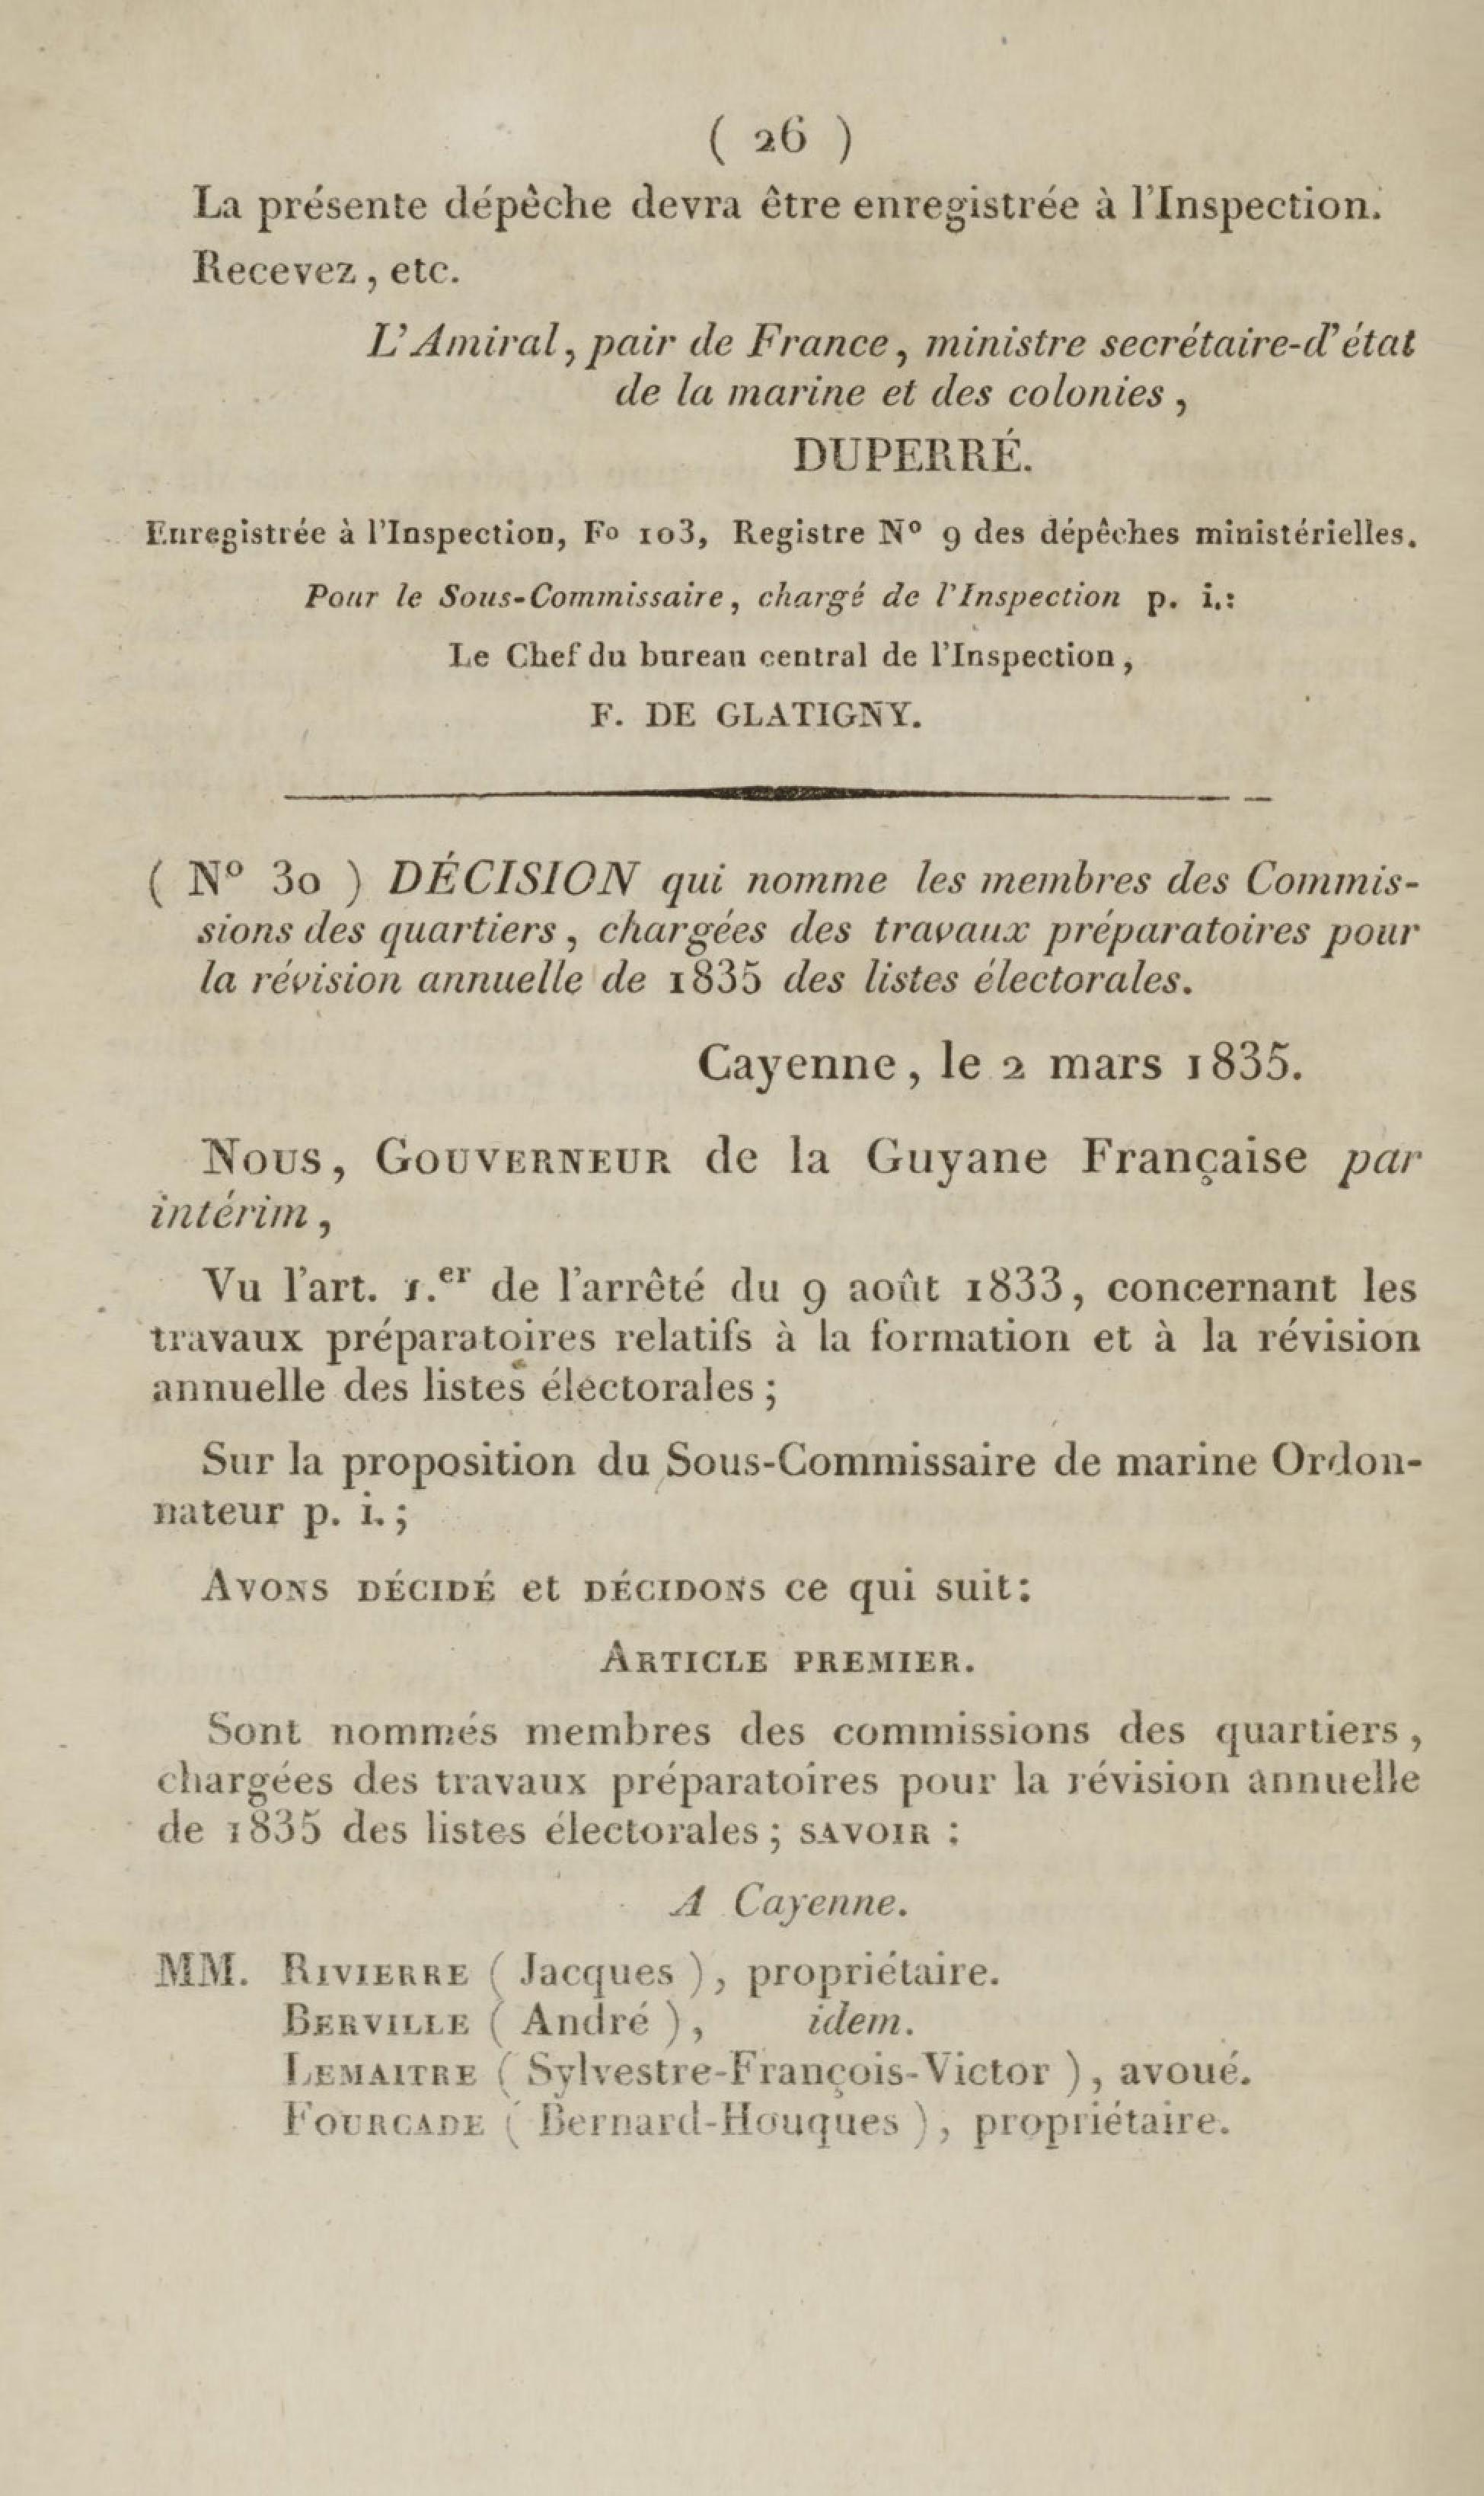 ( 26 )
La présente dépêche devra être enregistrée à l'Inspection.
Recevez, etc.
L'Amiral, pair de France, ministre secrétaire-d'état
de la marine et des colonies,
DUPERRÉ.
Enregistrée à l'Inspection, Fo 103, Registre No 9 des dépêches ministérielles.
Pour le Sous-Commissaire, chargé de l'Inspection p. i.:
Le Chef du bureau central de l'Inspection,
F. DE GLATIGNY.
( No 30 ) DÉCISION qui nomme les membres des Commis-
sions des quartiers, chargées des travaux préparatoires pour
la révision annuelle de 1835 des listes électorales.
Cayenne, le 2 mars 1835.
NOUS, GOUVERNEUR de la Guyane Française par
intérim,
Vu l'art. 1.er de l'arrêté du 9 août 1833, concernant les
travaux préparatoires relatifs à la formation et à la révision
annuelle des listes électorales;
Sur la proposition du Sous-Commissaire de marine Ordon-
nateur p. i.;
AVONS DÉCIDÉ et DÉCIDONS ce qui suit:
ARTICLE PREMIER.
Sont nommés membres des commissions des quartiers,
chargées des travaux préparatoires pour la révision annuelle
de 1835 des listes électorales; SAVOIR :
A Cayenne.
MM. RIVIERRE ( Jacques ), propriétaire.
BERVILLE ( André ), idem.
LEMAITRE ( Sylvestre-François-Victor ), avoué.
FOURCADE ( Bernard-Houques ), propriétaire.